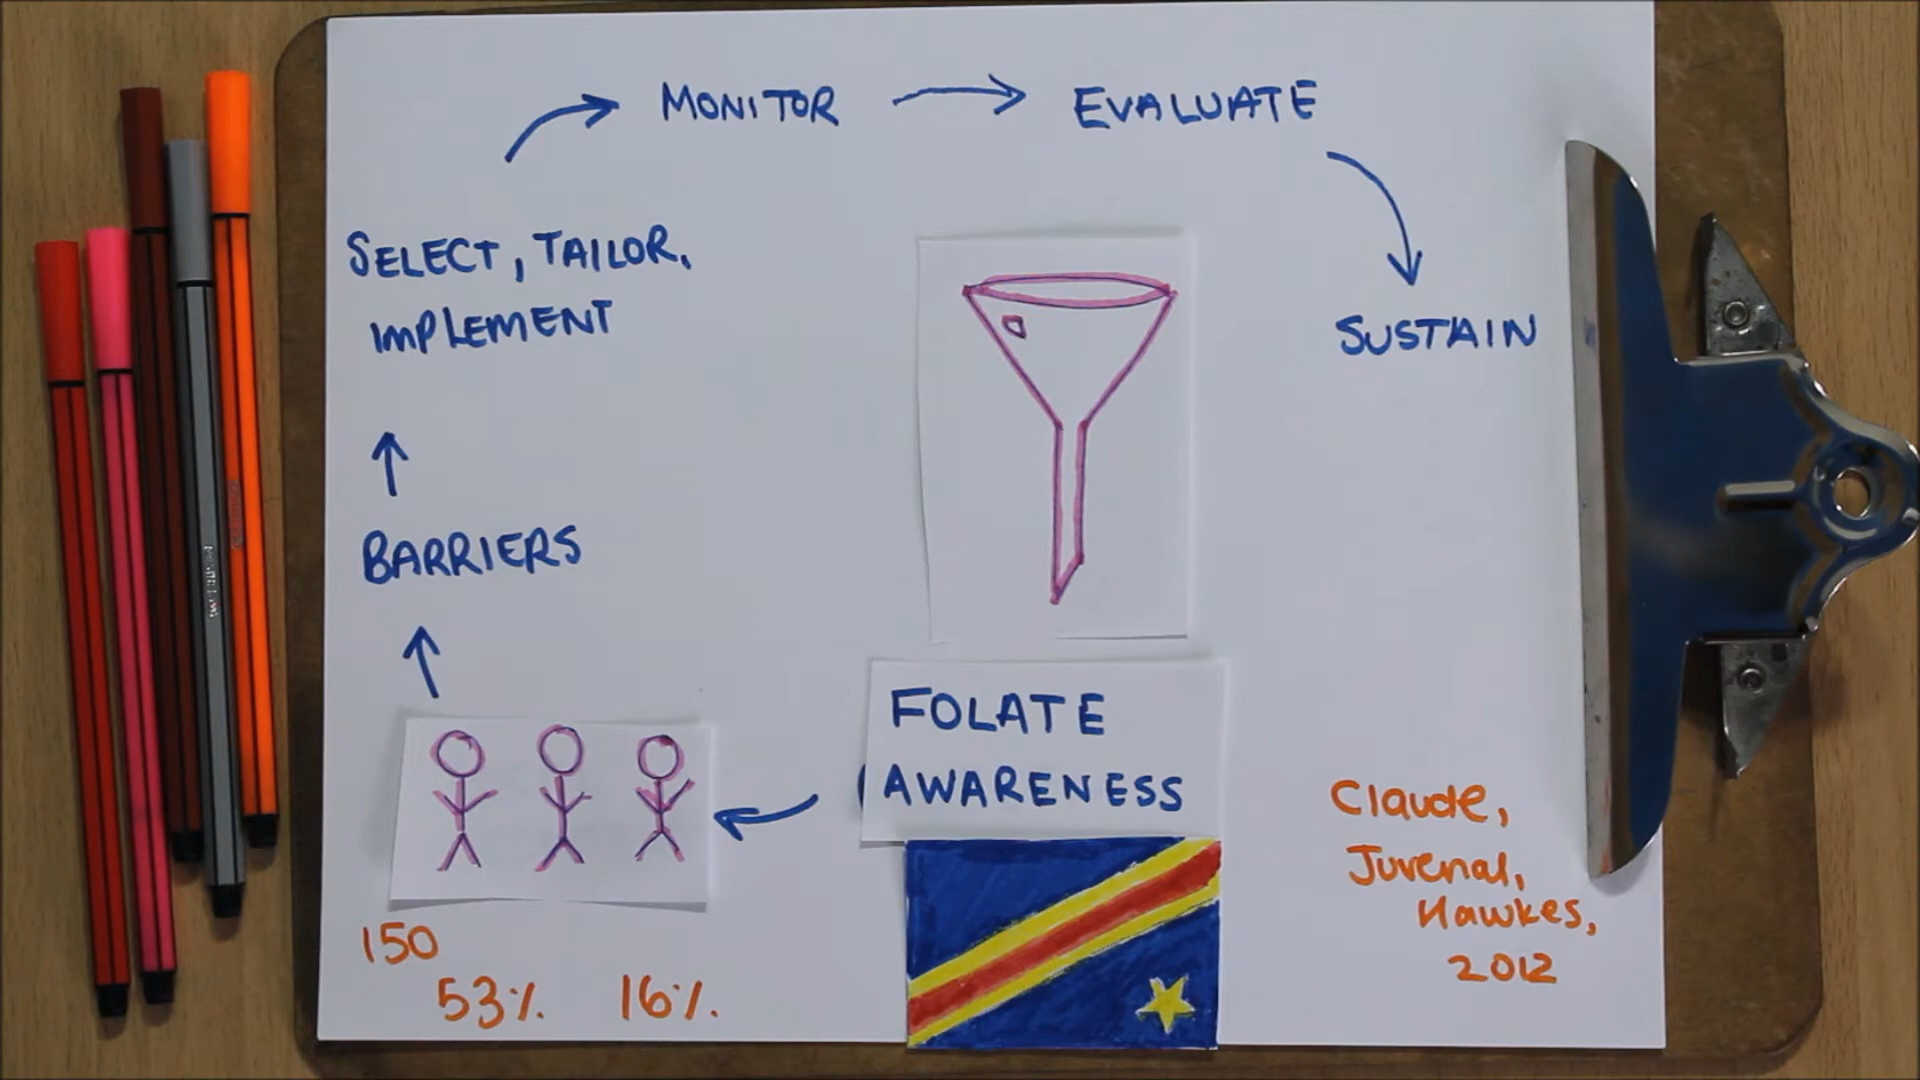 MONITOR
EVALUATE
SELECT, TAILOR,
IMPLEMENT
SUSTAIN
BARRIERS
FOLATE
AWARENESS
Claude,
Juvenal,
Hawkes,
2012
150
53%
16%.